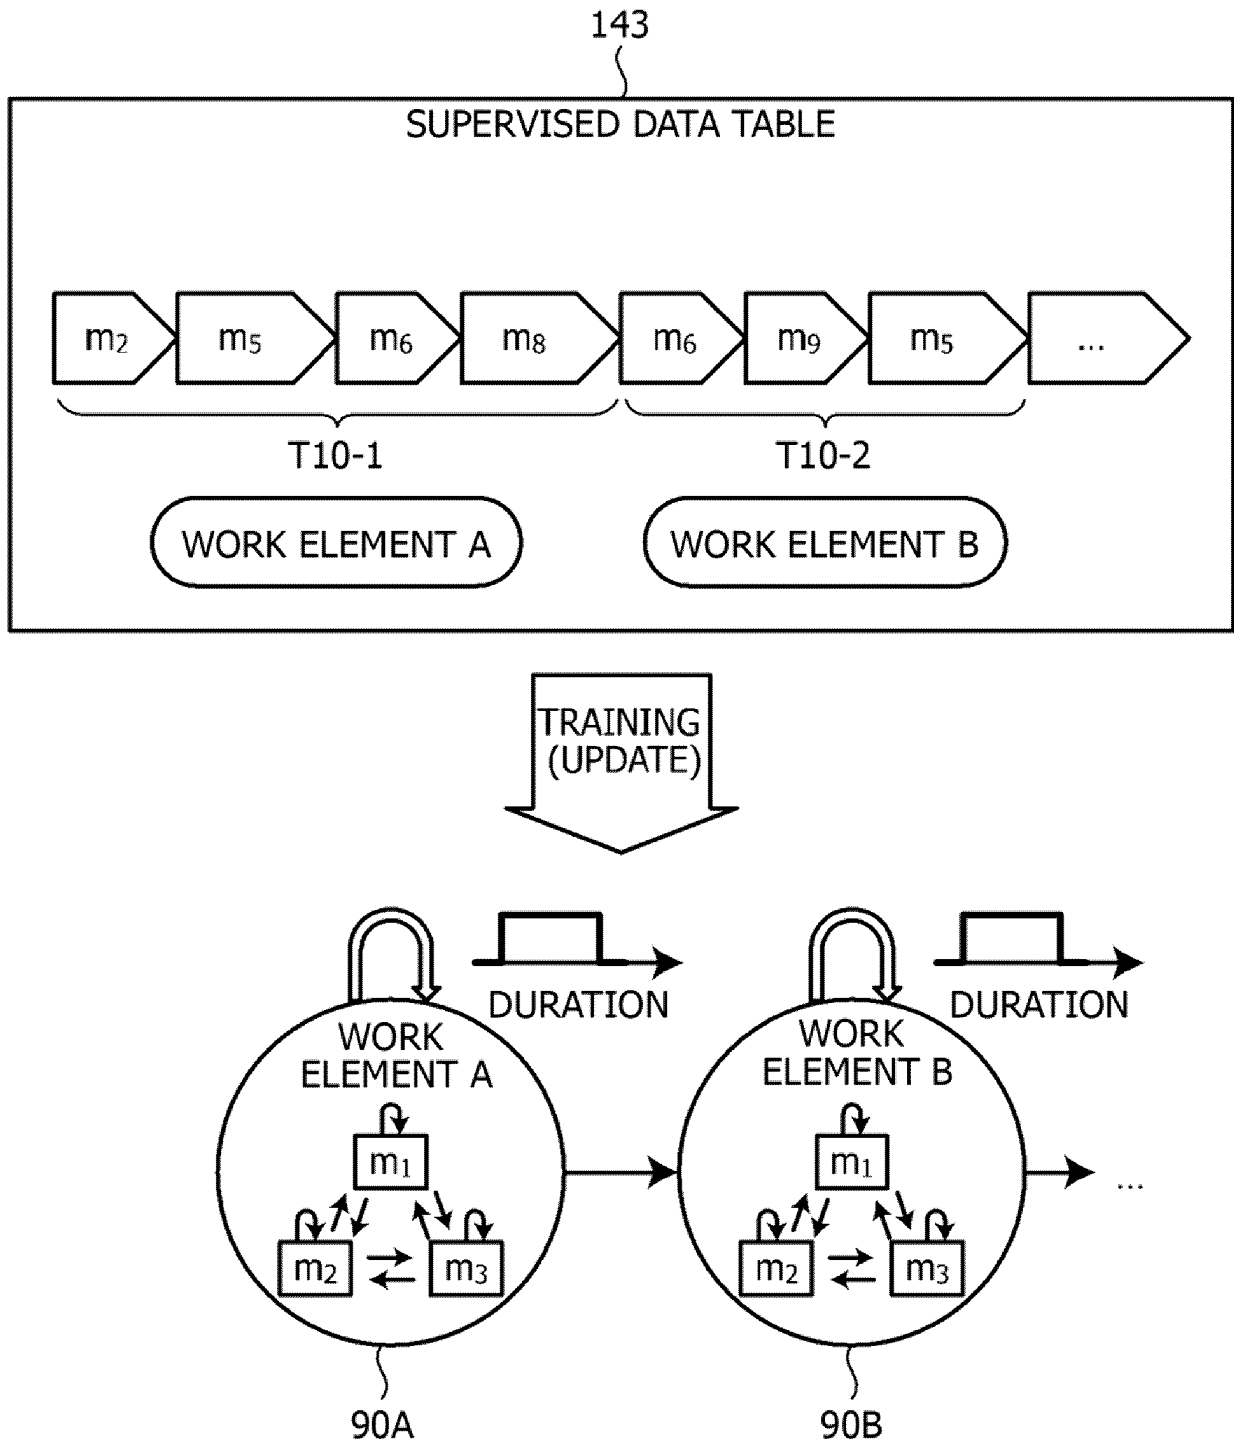 143
SUPERVISED DATA TABLE
m2 m5 m6 m8 m6 m9 m5 ...
T10-1 T10-2
WORK ELEMENT A WORK ELEMENT B
TRAINING
(UPDATE)
DURATION DURATION
WORK
ELEMENT A
m1
m2 m3
WORK
ELEMENT B
m1
m2 m3
...
90A 90B